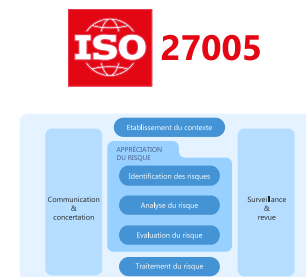 ISO 27005
Etablissement du contexte
APPRÉCIATION
DU RISQUE
Identification des risques
Communication
&
concertation
Analyse du risque
Surveillance
&
revue
Evaluation du risque
Traitement du risque